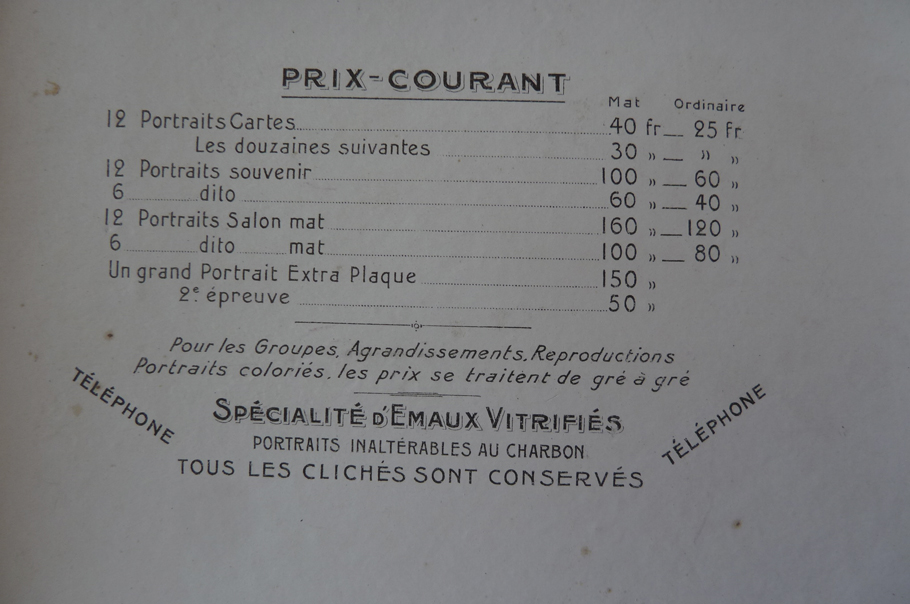 PRIX-COURANT
Mat Ordinaire
12 Portraits Cartes 40 fr 25 Fr
Les douzaines suivantes 30 " " "
12 Portraits souvenir 100 " 60 "
6 dito 60 " 40 "
12 Portraits Salon mat 160 " 120 "
6 dito mat 100 " 80 "
Un grand Portrait Extra Plaque 150 "
2e. épreuve 50 "
Pour les Groupes, Agrandissements, Reproductions
Portraits coloriés, les prix se traitent de gré à gré
TÉLÉPHONE
SPÉCIALITÉ D'EMAUX VITRIFIÉS
PORTRAITS INALTÉRABLES AU CHARBON
TOUS LES CLICHÉS SONT CONSERVÉS
TÉLÉPHONE